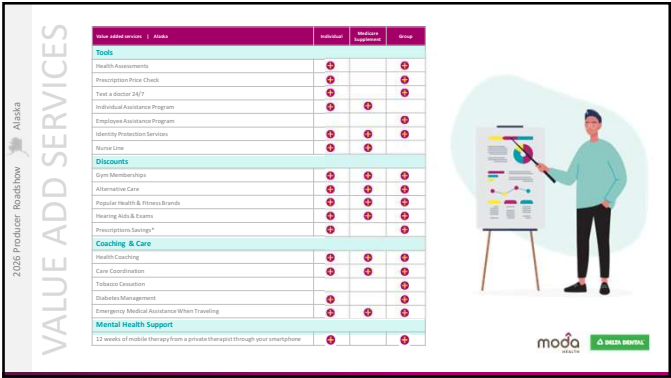 2026 Producer Roadshow Alaska
VALUE ADD SERVICES
Value added services | Alaska Individual Medicare Supplement Group
Tools
Health Assessments
Prescription Price Check
Text a doctor 24/7
Individual Assistance Program
Employee Assistance Program
Identity Protection Services
Nurse Line
Discounts
Gym Memberships
Alternative Care
Popular Health & Fitness Brands
Hearing Aids & Exams
Prescriptions Savings*
Coaching & Care
Health Coaching
Care Coordination
Tobacco Cessation
Diabetes Management
Emergency Medical Assistance When Traveling
Mental Health Support
12 weeks of mobile therapy from a private therapist through your smartphone
moda
HEALTH
DELTA DENTAL